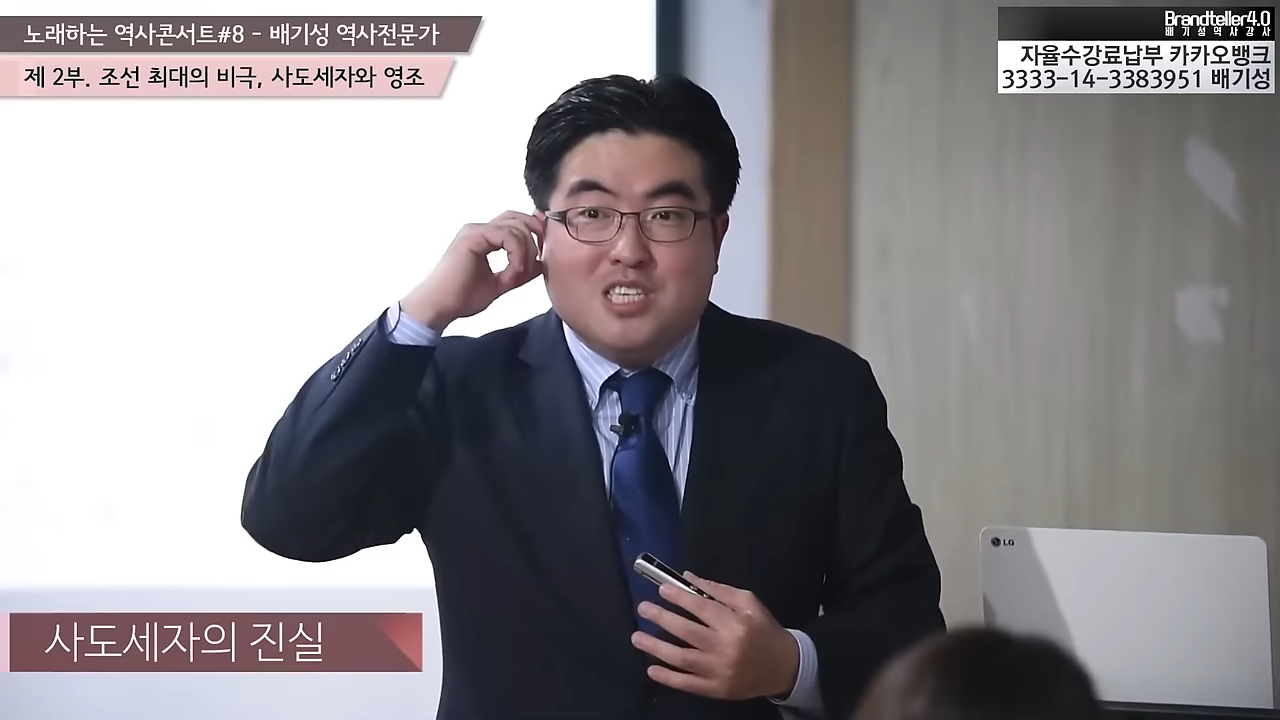 노래하는 역사콘서트#8 - 배기성 역사전문가
제 2부. 조선 최대의 비극, 사도세자와 영조
Brandteller4.0
배기성역사강사
자율수강료납부 카카오뱅크
3333-14-3383951 배기성
LG
사도세자의 진실